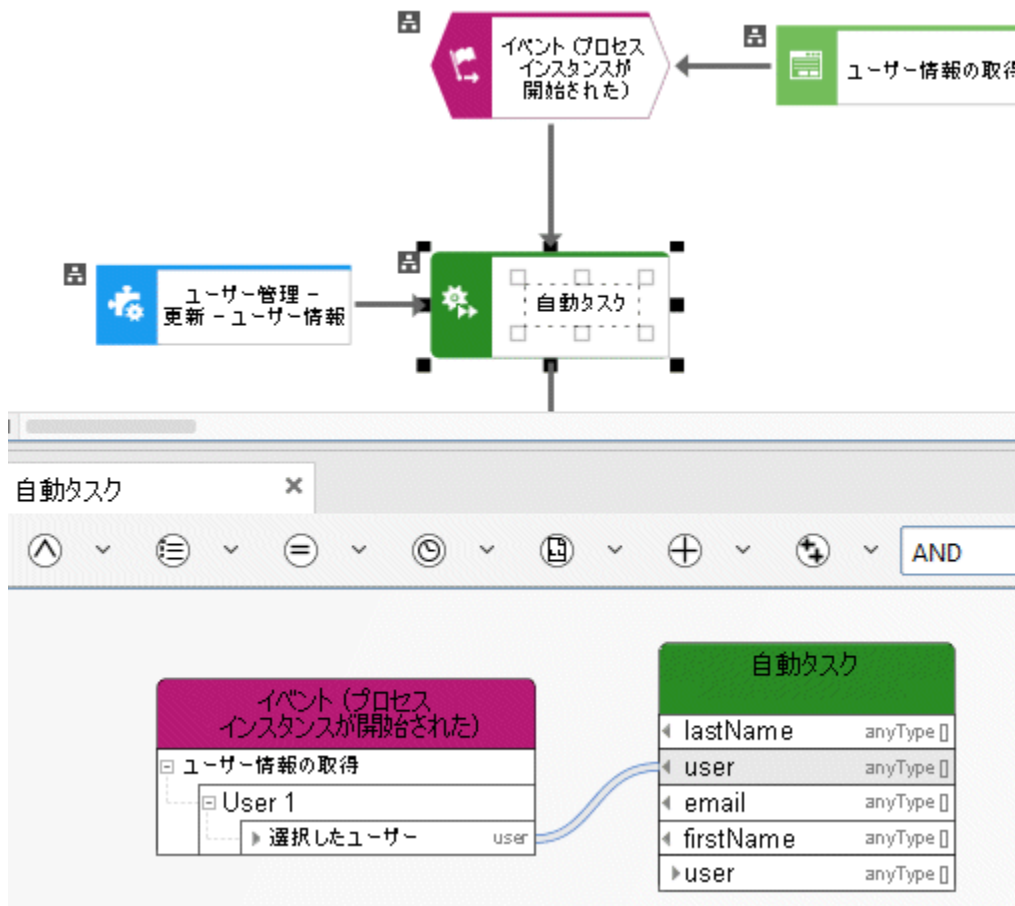 イベント (プロセス
インスタンスが
開始された)
ユーザー情報の取
ユーザー管理 -
更新 - ユーザー情報
自動タスク
自動タスク
AND
イベント (プロセス
インスタンスが開始された)
ユーザー情報の取得
User 1
選択したユーザー user
自動タスク
lastName anyType []
user anyType []
email anyType []
firstName anyType []
user anyType []